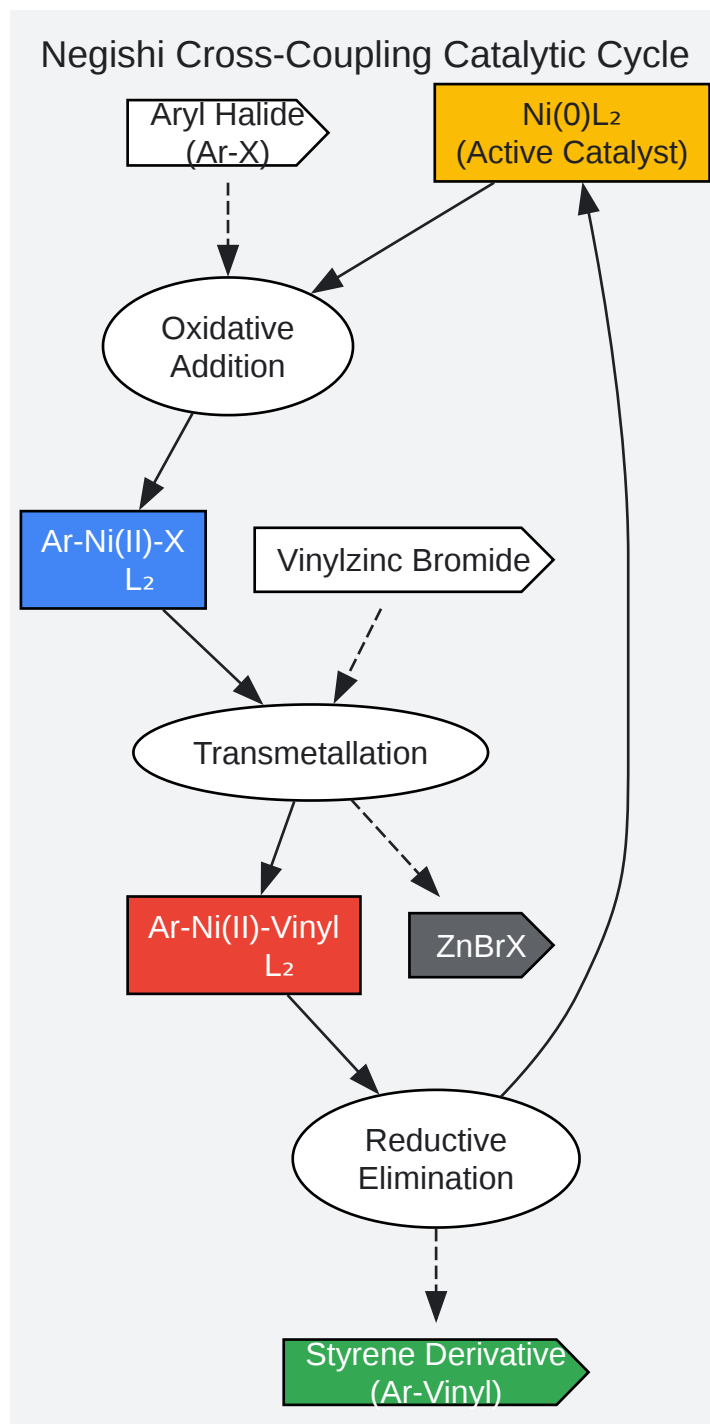 Negishi Cross-Coupling Catalytic Cycle
Aryl Halide
(Ar-X)
Ni(0)L₂
(Active Catalyst)
Oxidative
Addition
Ar-Ni(II)-X
L₂
Vinylzinc Bromide
Transmetallation
Ar-Ni(II)-Vinyl
L₂
ZnBrX
Reductive
Elimination
Styrene Derivative
(Ar-Vinyl)